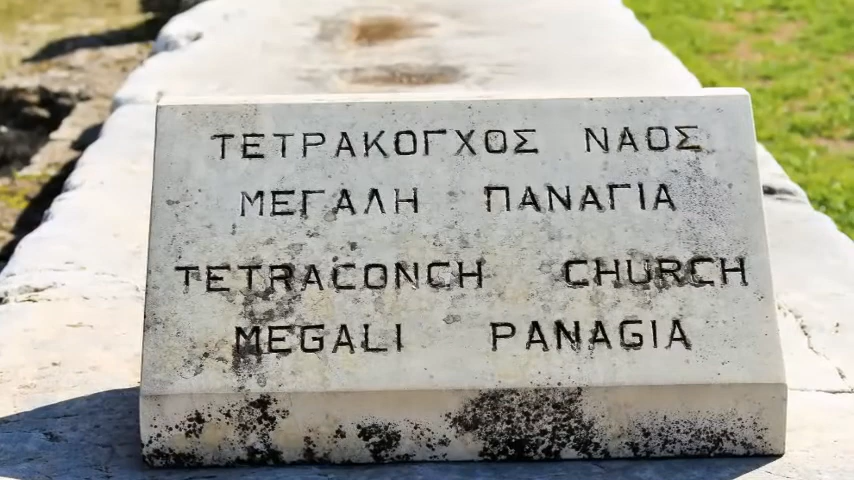 ΤΕΤΡΑΚΟΓΧΟΣ ΝΑΟΣ
ΜΕΓΑΛΗ ΠΑΝΑΓΙΑ
TETRACONCH CHURCH
MEGALI PANAGIA